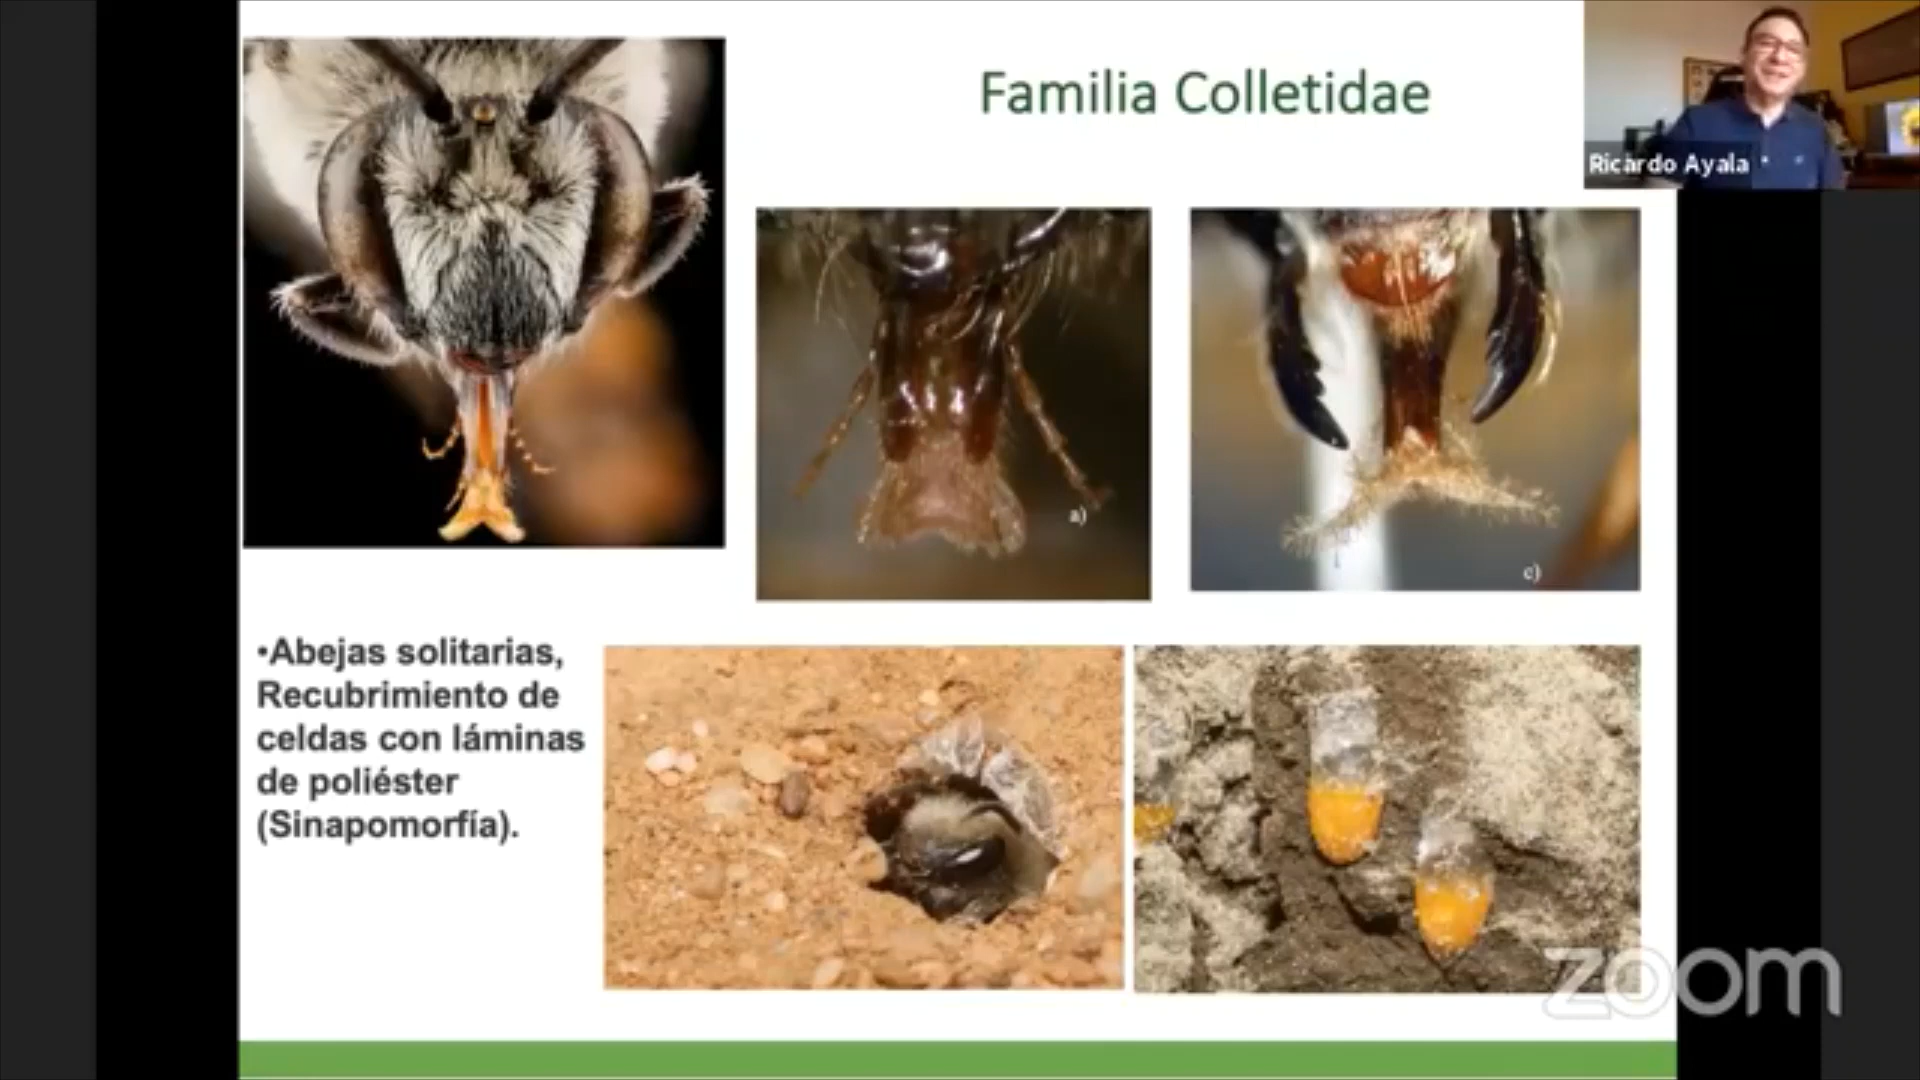 Familia Colletidae
Ricardo Ayala
a)
c)
•Abejas solitarias,
Recubrimiento de
celdas con láminas
de poliéster
(Sinapomorfía).
zoom